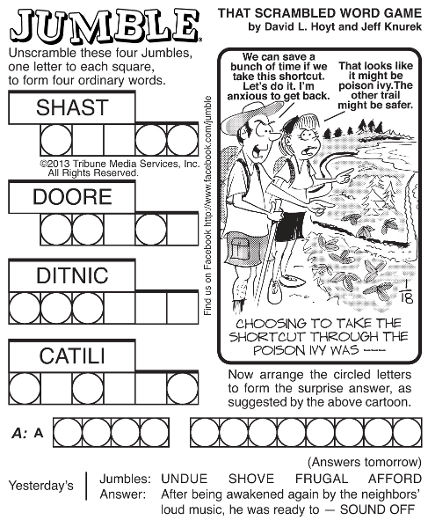 JUMBLE
THAT SCRAMBLED WORD GAME
by David L. Hoyt and Jeff Knurek
Unscramble these four Jumbles,
one letter to each square,
to form four ordinary words.
SHAST
©2013 Tribune Media Services, Inc.
All Rights Reserved.
DOORE
DITNIC
CATILI
Find us on Facebook http://www.facebook.com/jumble
We can save a
bunch of time if we
take this shortcut.
Let's do it. I'm
anxious to get back.
That looks like
it might be
poison ivy.The
other trail
might be safer.
1/18
CHOOSING TO TAKE THE
SHORTCUT THROUGH THE
POISON IVY WAS ----
Now arrange the circled letters
to form the surprise answer, as
suggested by the above cartoon.
A: A
(Answers tomorrow)
Yesterday's
Jumbles: UNDUE SHOVE FRUGAL AFFORD
Answer: After being awakened again by the neighbors'
loud music, he was ready to — SOUND OFF